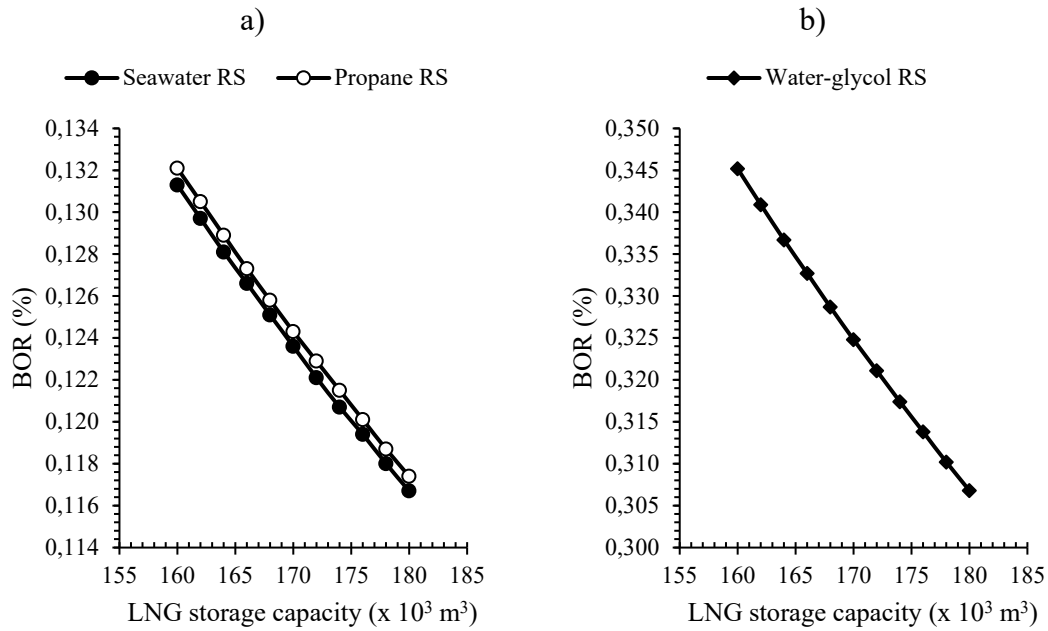 a)
Seawater RS
Propane RS
BOR (%)
0,134
0,132
0,130
0,128
0,126
0,124
0,122
0,120
0,118
0,116
0,114
155 160 165 170 175 180 185
LNG storage capacity (x 10³ m³)
b)
Water-glycol RS
BOR (%)
0,350
0,345
0,340
0,335
0,330
0,325
0,320
0,315
0,310
0,305
0,300
155 160 165 170 175 180 185
LNG storage capacity (x 10³ m³)